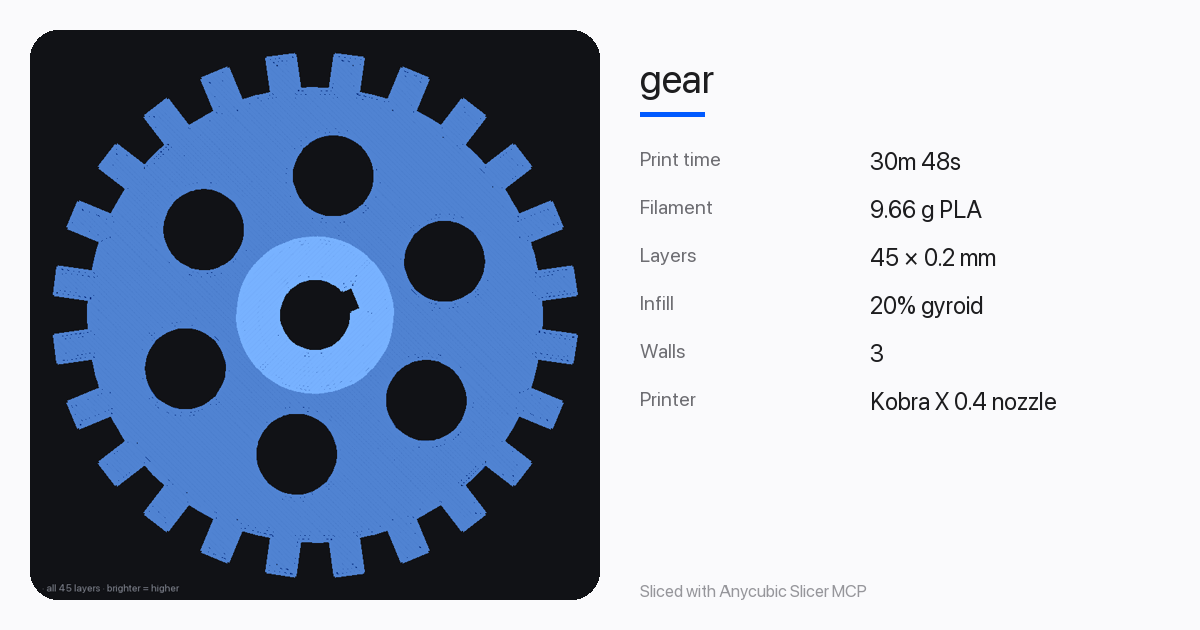 gear
Print time 30m 48s
Filament 9.66 g PLA
Layers 45 × 0.2 mm
Infill 20% gyroid
Walls 3
Printer Kobra X 0.4 nozzle
all 45 layers · brighter = higher
Sliced with Anycubic Slicer MCP